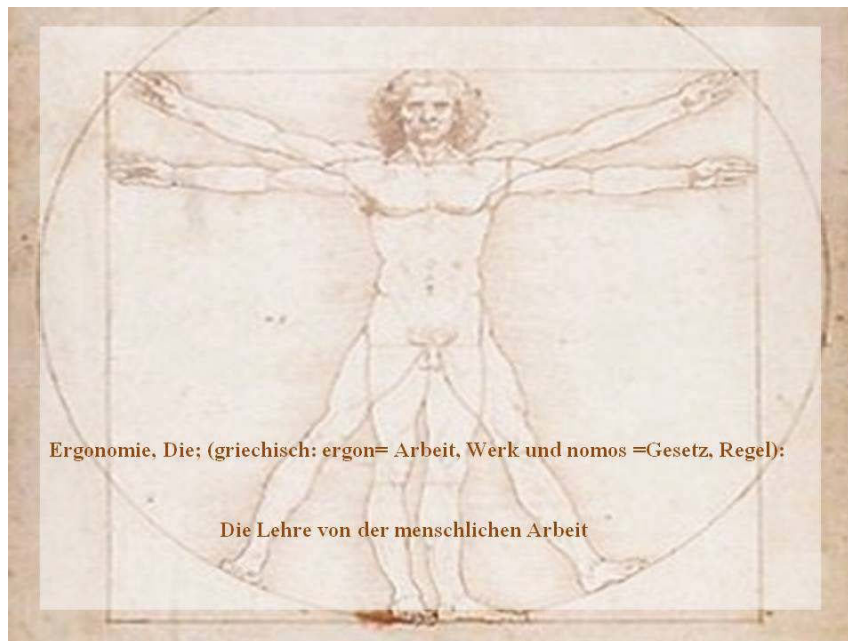 Ergonomie, Die; (griechisch: ergon= Arbeit, Werk und nomos =Gesetz, Regel):
Die Lehre von der menschlichen Arbeit